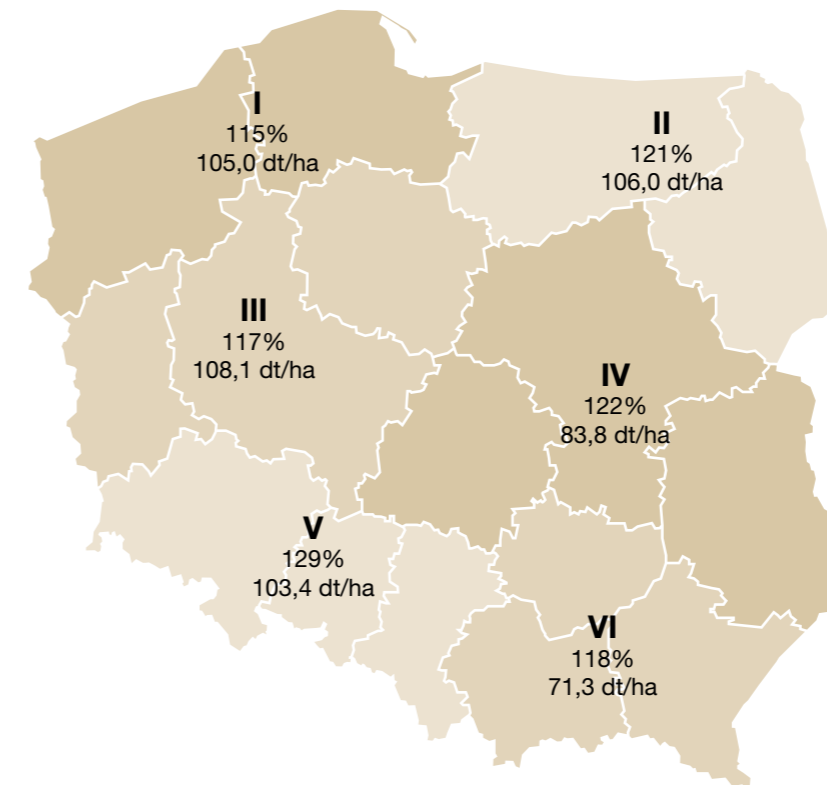 I
115%
105,0 dt/ha
II
121%
106,0 dt/ha
III
117%
108,1 dt/ha
IV
122%
83,8 dt/ha
V
129%
103,4 dt/ha
VI
118%
71,3 dt/ha